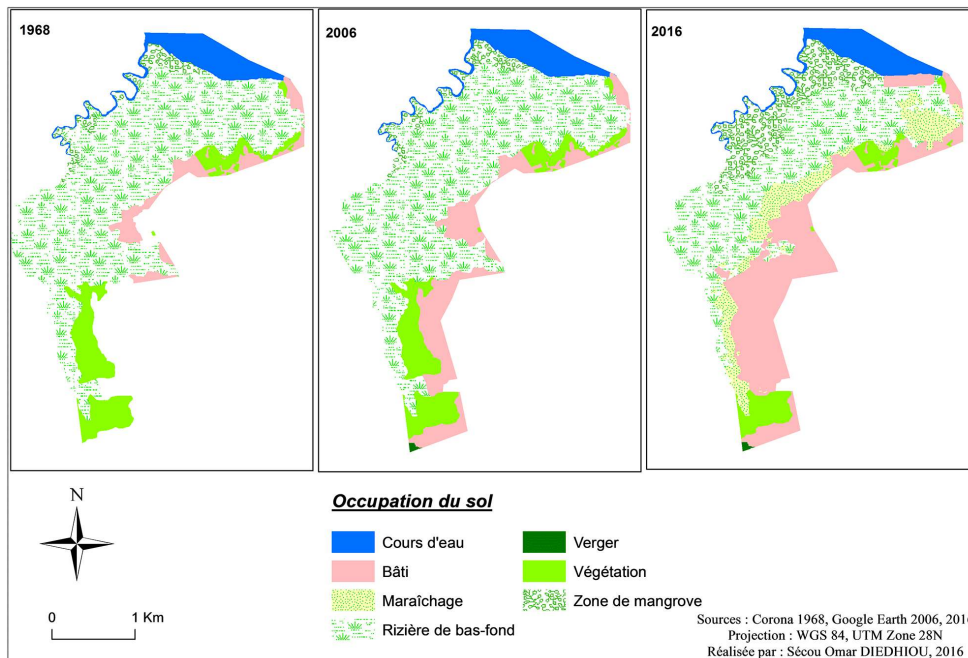 1968
2006
2016
Occupation du sol
N
0 1 Km
Cours d'eau
Bâti
Maraîchage
Rizière de bas-fond
Verger
Végétation
Zone de mangrove
Sources : Corona 1968, Google Earth 2006, 201
Projection : WGS 84, UTM Zone 28N
Réalisée par : Sécou Omar DIEDHIOU, 2016